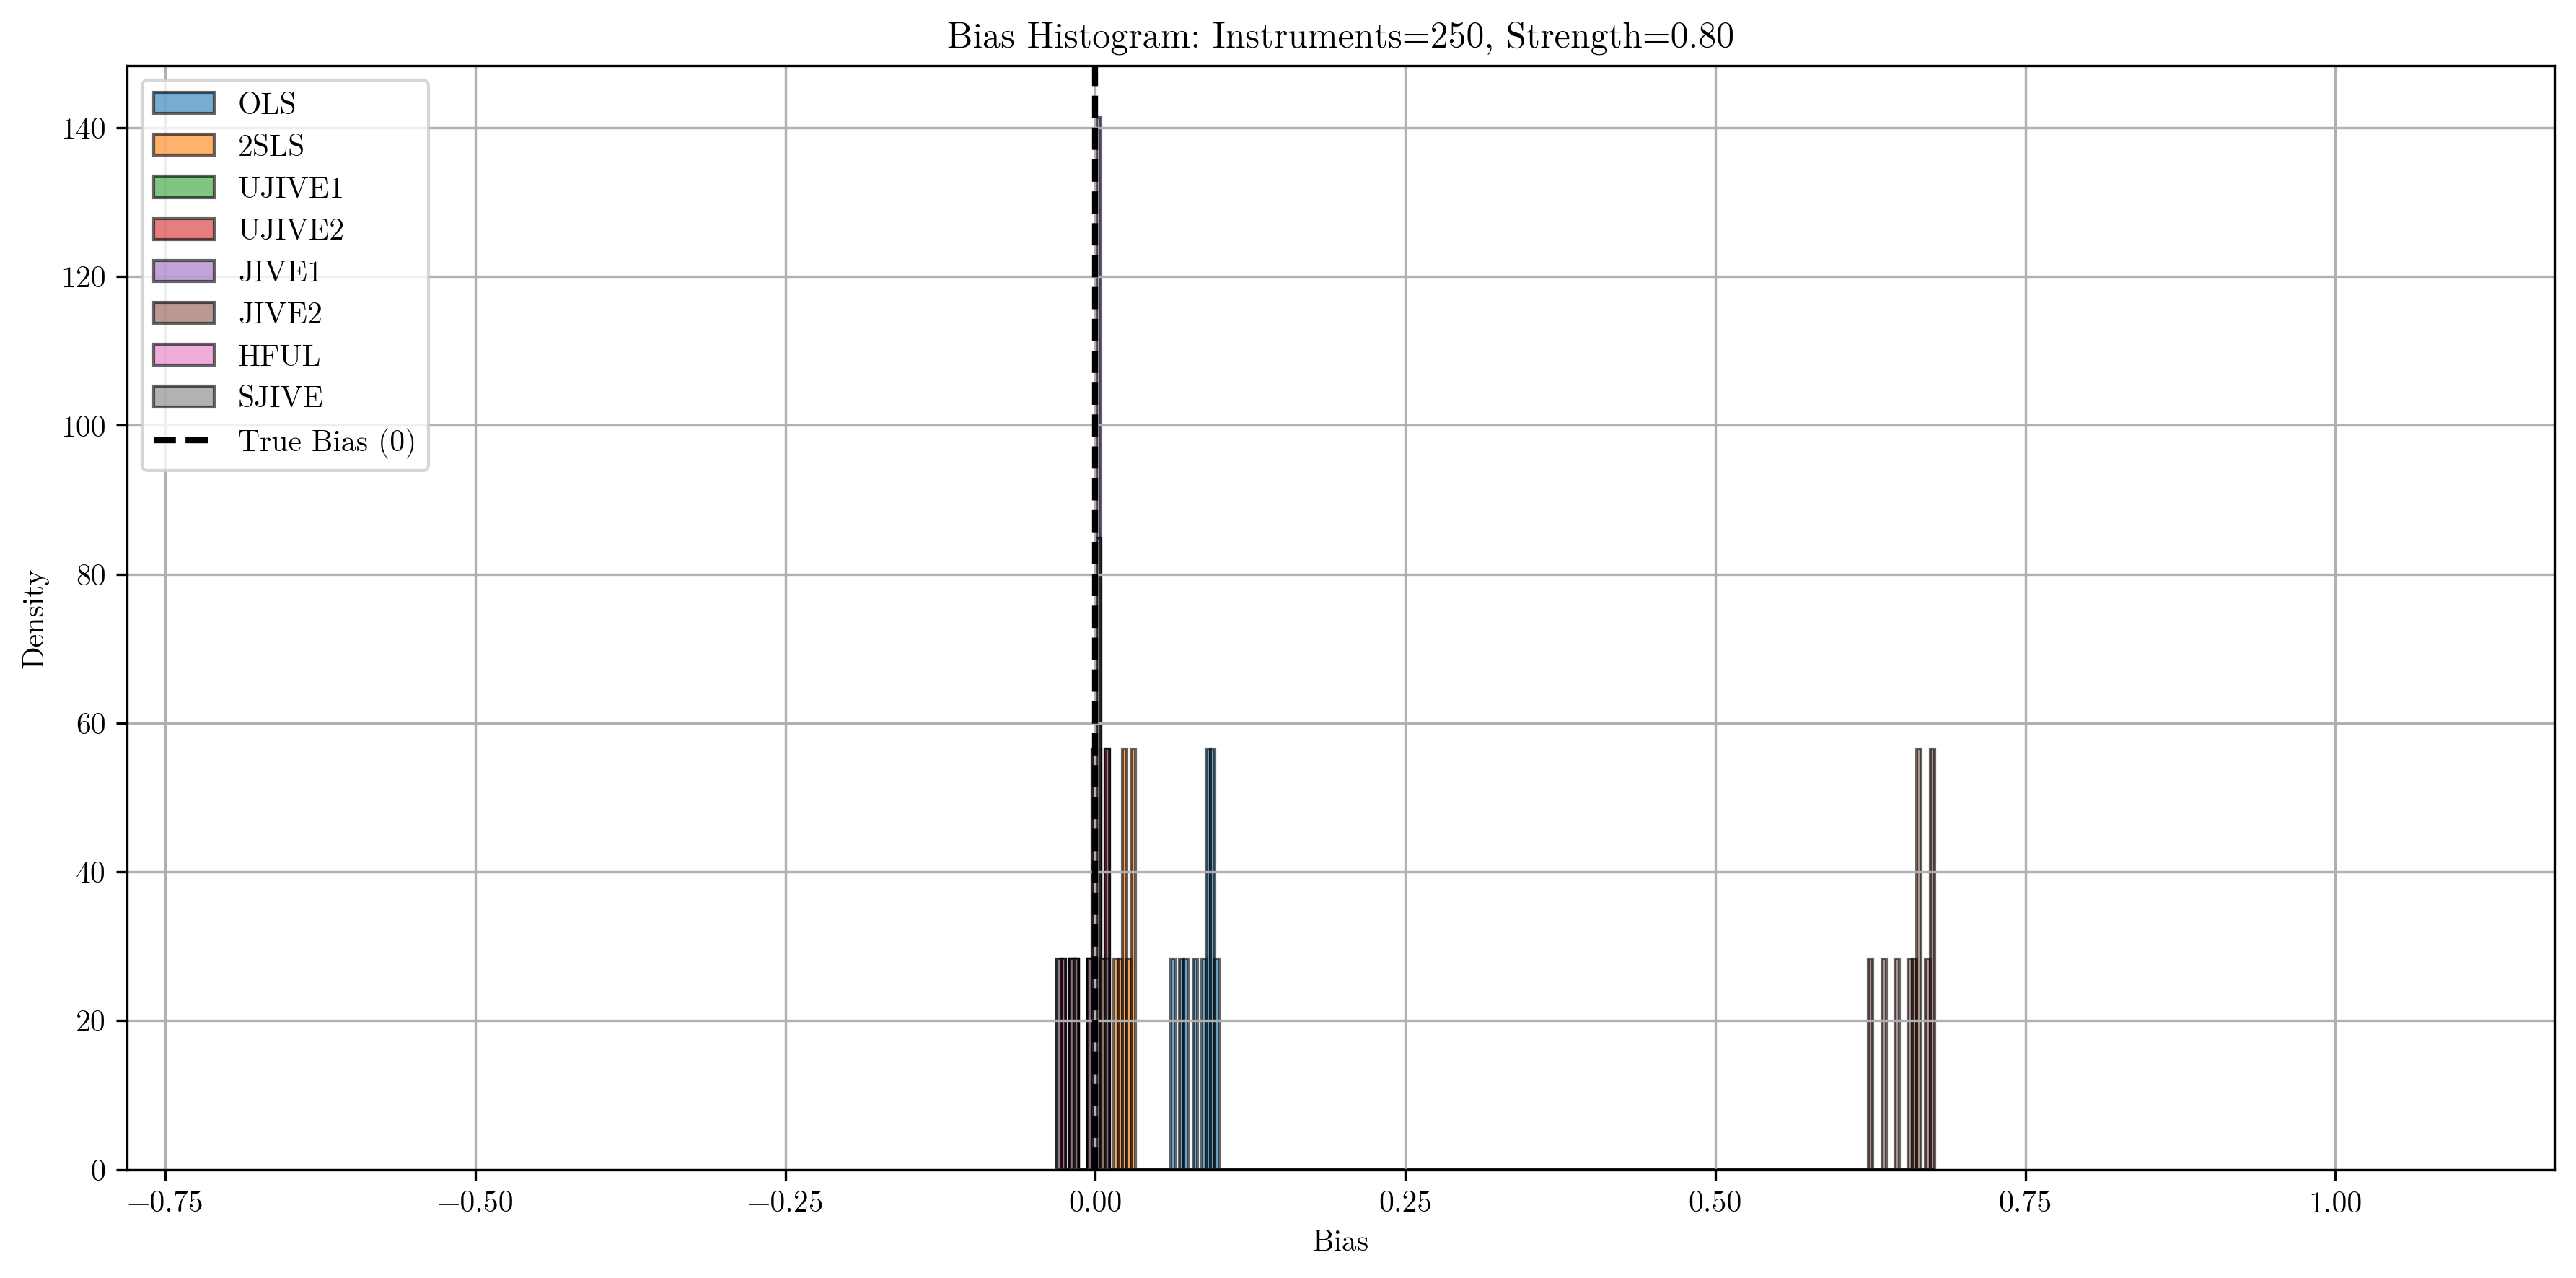 Bias Histogram: Instruments=250, Strength=0.80
OLS
2SLS
UJIVE1
UJIVE2
JIVE1
JIVE2
HFUL
SJIVE
True Bias (0)
140
120
100
80
60
40
20
0
Density
−0.75 −0.50 −0.25 0.00 0.25 0.50 0.75 1.00
Bias